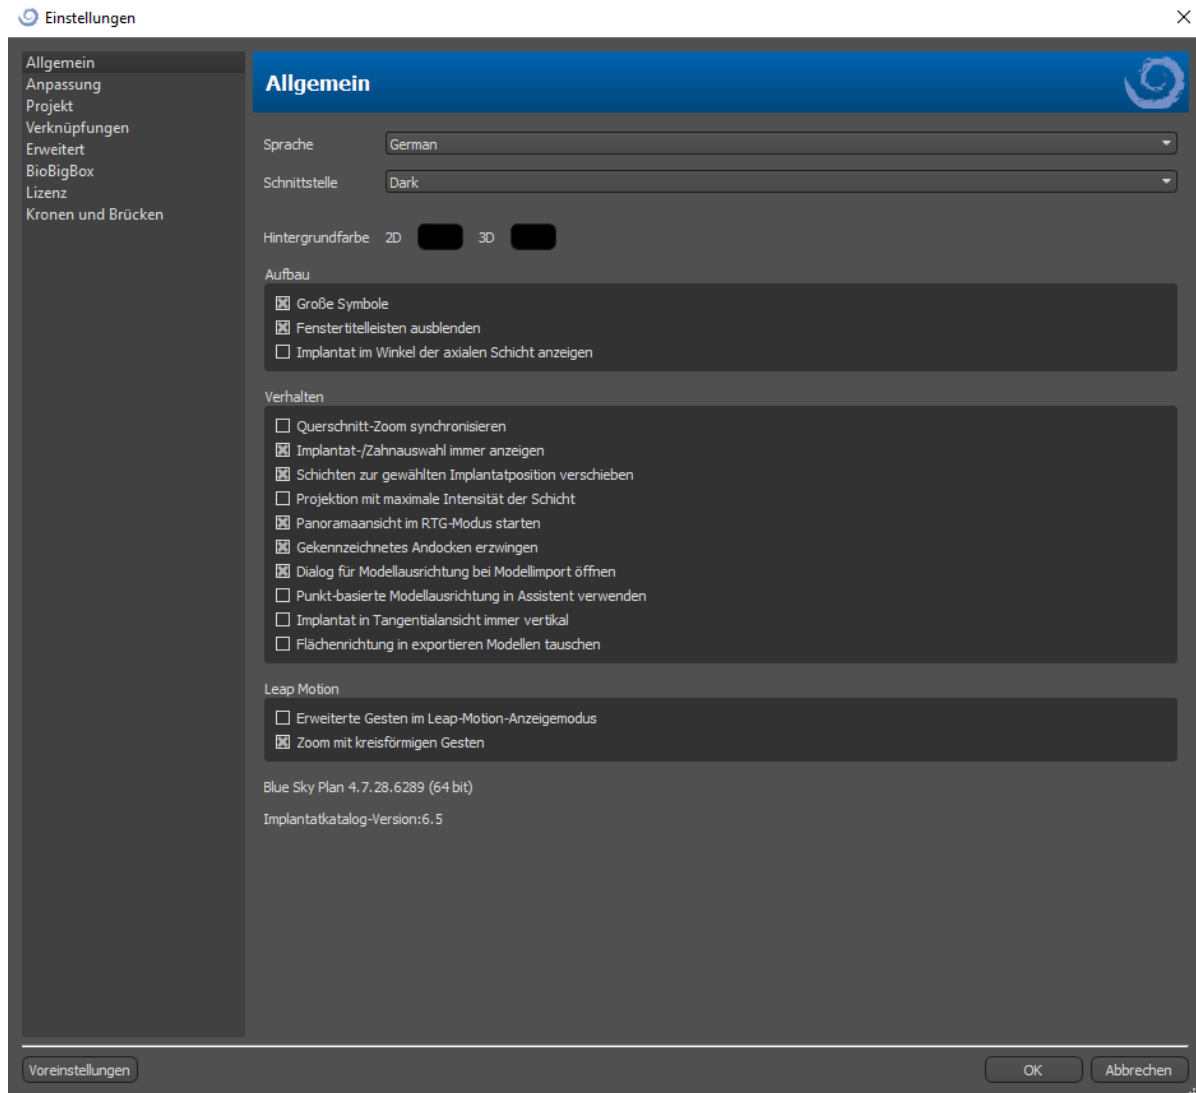 Einstellungen
Allgemein
Anpassung
Projekt
Verknüpfungen
Erweitert
BioBigBox
Lizenz
Kronen und Brücken
Allgemein
Sprache German
Schnittstelle Dark
Hintergrundfarbe 2D 3D
Aufbau
Große Symbole
Fenstertitelleisten ausblenden
Implantat im Winkel der axialen Schicht anzeigen
Verhalten
Querschnitt-Zoom synchronisieren
Implantat-/Zahnauswahl immer anzeigen
Schichten zur gewählten Implantatposition verschieben
Projektion mit maximale Intensität der Schicht
Panoramaansicht im RTG-Modus starten
Gekennzeichnetes Andocken erzwingen
Dialog für Modellausrichtung bei Modellimport öffnen
Punkt-basierte Modellausrichtung in Assistent verwenden
Implantat in Tangentialansicht immer vertikal
Flächenrichtung in exportieren Modellen tauschen
Leap Motion
Erweiterte Gesten im Leap-Motion-Anzeigemodus
Zoom mit kreisförmigen Gesten
Blue Sky Plan 4.7.28.6289 (64 bit)
Implantatkatalog-Version:6.5
Voreinstellungen OK Abbrechen